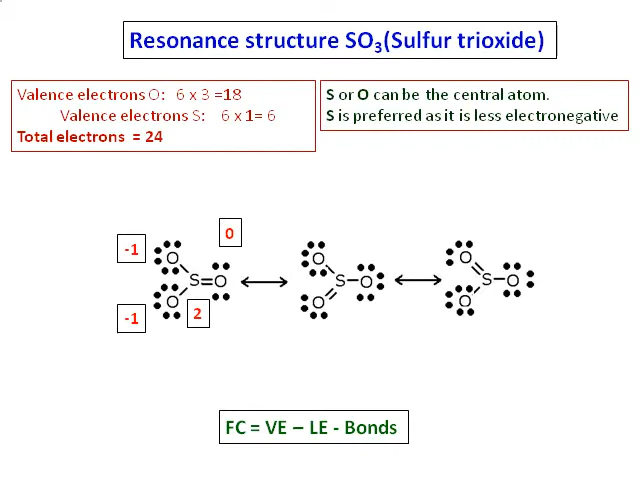 Resonance structure SO3(Sulfur trioxide)
Valence electrons O: 6 x 3 =18
Valence electrons S: 6 x 1= 6
Total electrons = 24
S or O can be the central atom.
S is preferred as it is less electronegative
0
-1
O O O
S=O S–O S–O
O O O
-1 2
FC = VE – LE - Bonds